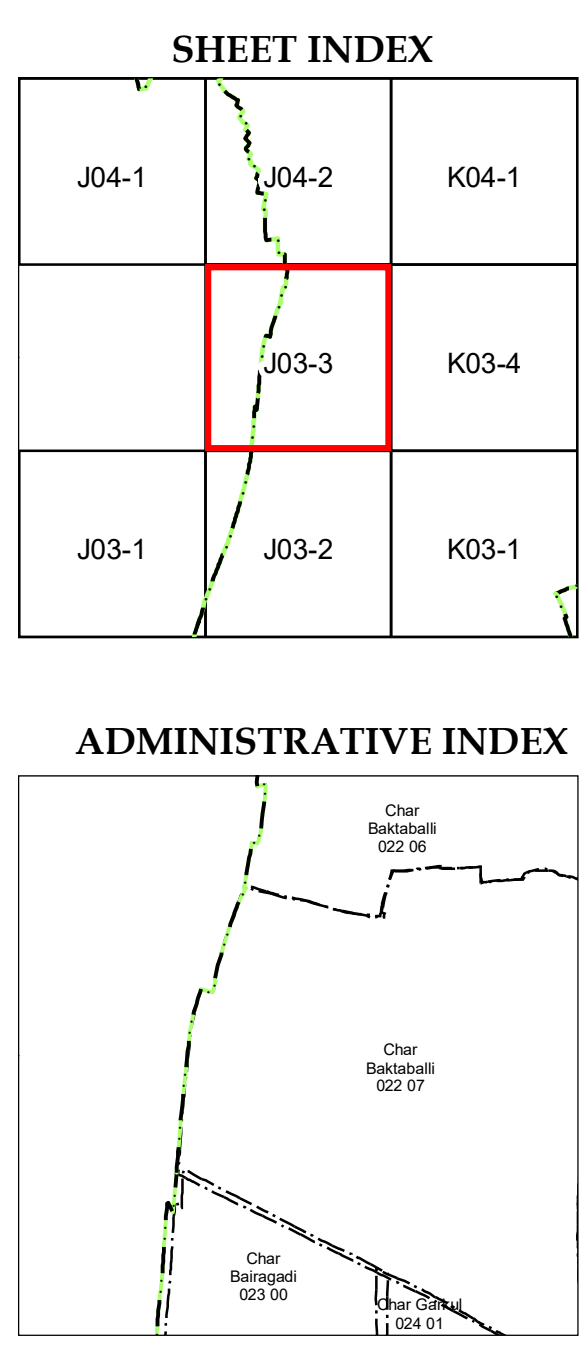 SHEET INDEX
J04-1 J04-2 K04-1
J03-3 K03-4
J03-1 J03-2 K03-1
ADMINISTRATIVE INDEX
Char
Baktaballi
022 06
Char
Baktaballi
022 07
Char
Bairagadi
023 00
Char
024 01